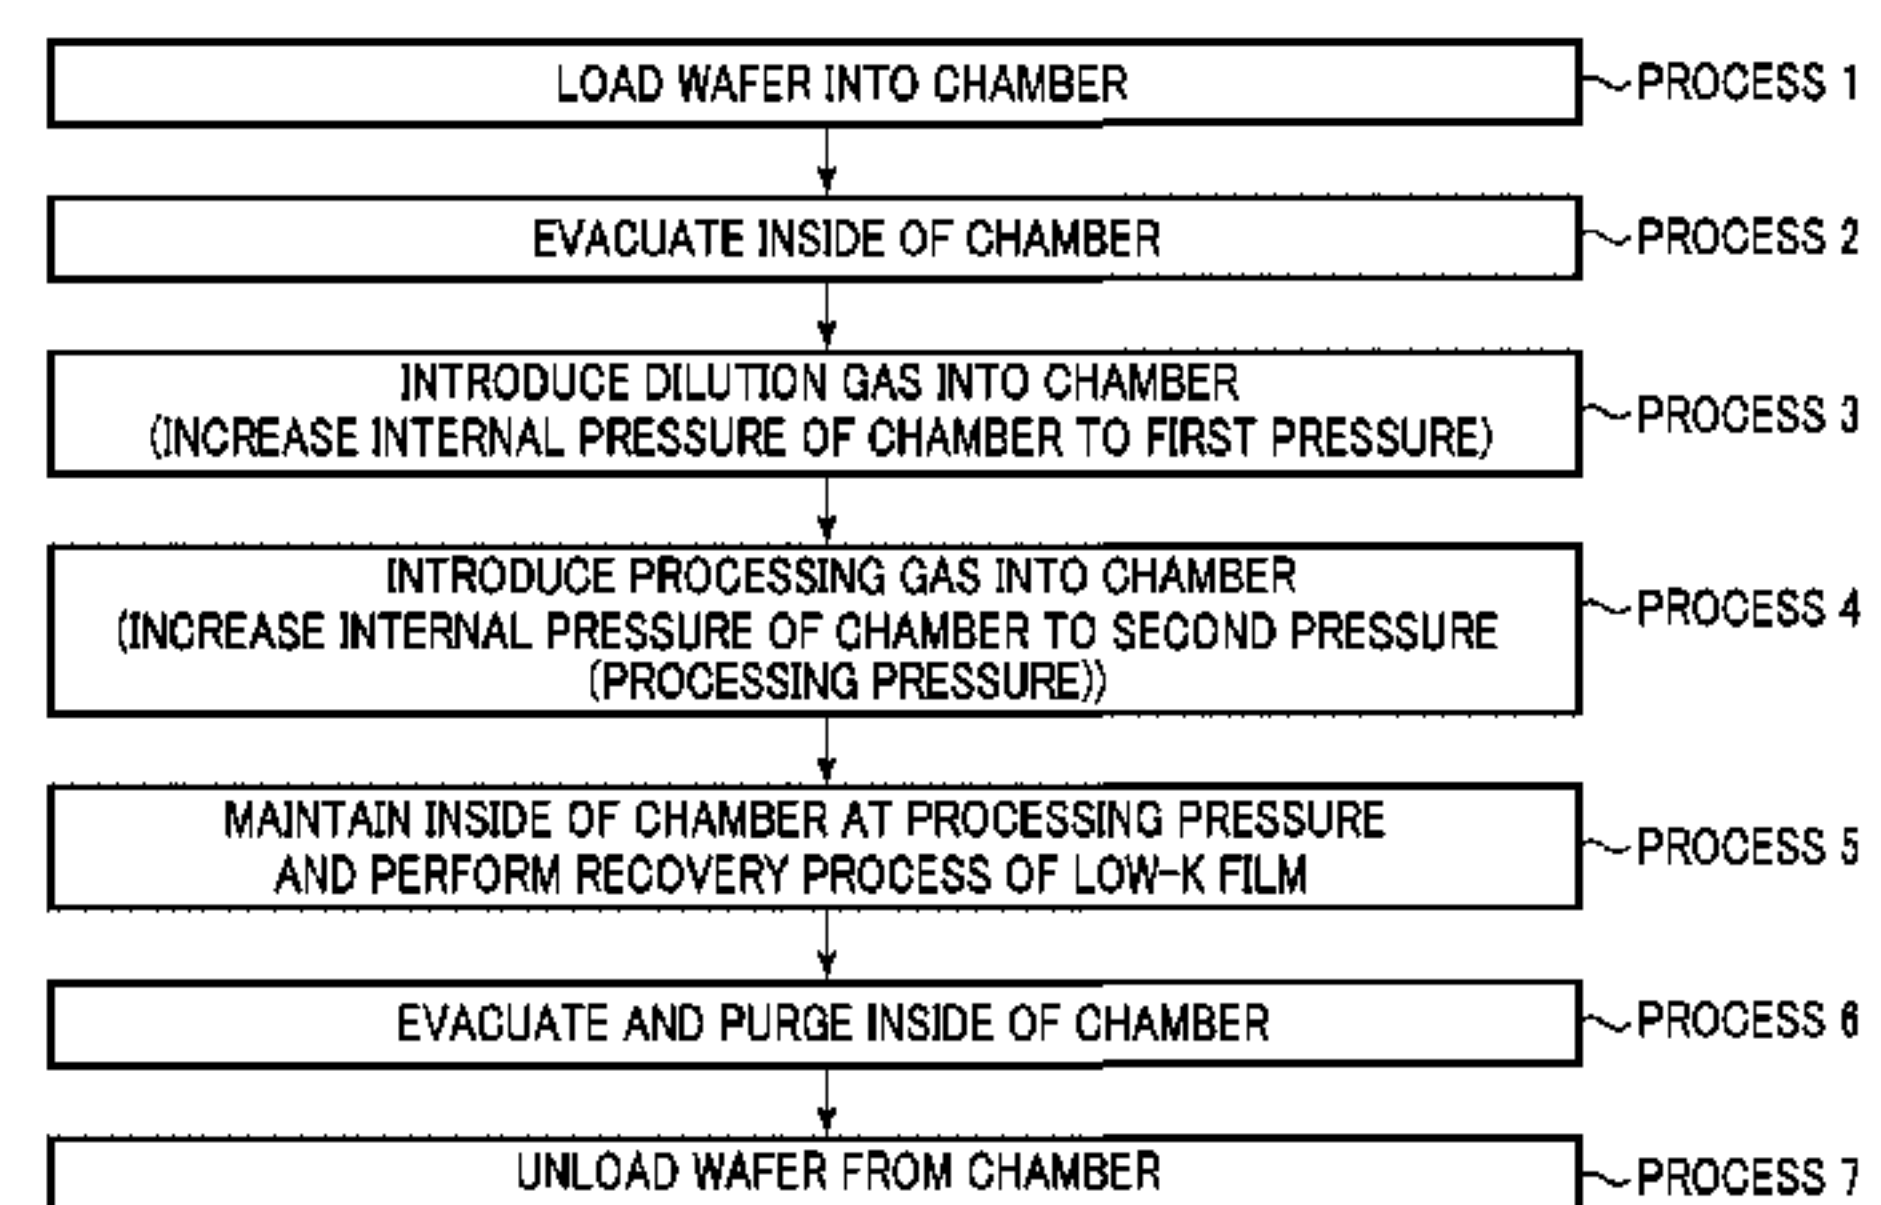 LOAD WAFER INTO CHAMBER
PROCESS 1
EVACUATE INSIDE OF CHAMBER
PROCESS 2
INTRODUCE DILUTION GAS INTO CHAMBER
(INCREASE INTERNAL PRESSURE OF CHAMBER TO FIRST PRESSURE)
PROCESS 3
INTRODUCE PROCESSING GAS INTO CHAMBER
(INCREASE INTERNAL PRESSURE OF CHAMBER TO SECOND PRESSURE
(PROCESSING PRESSURE))
PROCESS 4
MAINTAIN INSIDE OF CHAMBER AT PROCESSING PRESSURE
AND PERFORM RECOVERY PROCESS OF LOW-K FILM
PROCESS 5
EVACUATE AND PURGE INSIDE OF CHAMBER
PROCESS 6
UNLOAD WAFER FROM CHAMBER
PROCESS 7